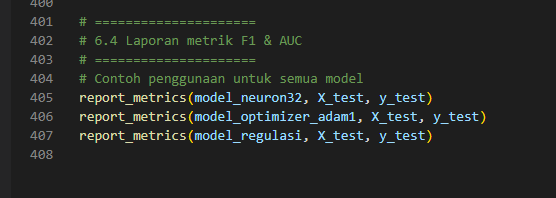 400
401 # =====================
402 # 6.4 Laporan metrik F1 & AUC
403 # =====================
404 # Contoh penggunaan untuk semua model
405 report_metrics(model_neuron32, X_test, y_test)
406 report_metrics(model_optimizer_adam1, X_test, y_test)
407 report_metrics(model_regulasi, X_test, y_test)
408